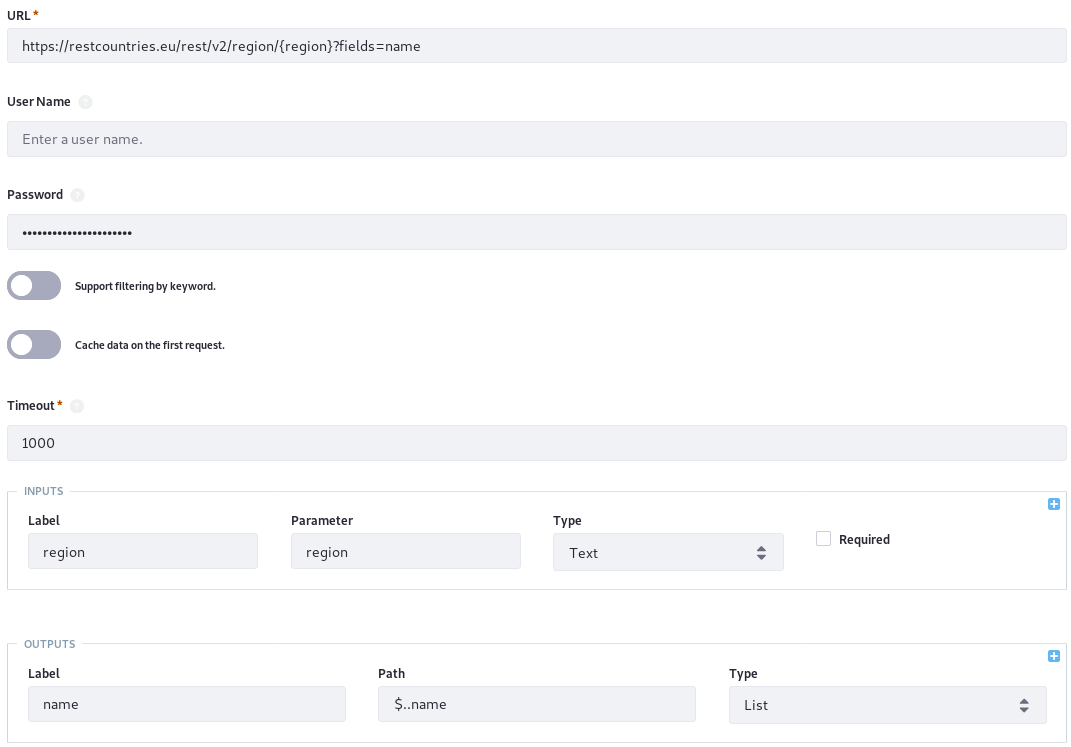 URL *
https://restcountries.eu/rest/v2/region/{region}?fields=name
User Name ?
Enter a user name.
Password ?
••••••••••••••••••••••
Support filtering by keyword.
Cache data on the first request.
Timeout * ?
1000
INPUTS
Label Parameter Type
region region Text Required
OUTPUTS
Label Path Type
name $..name List